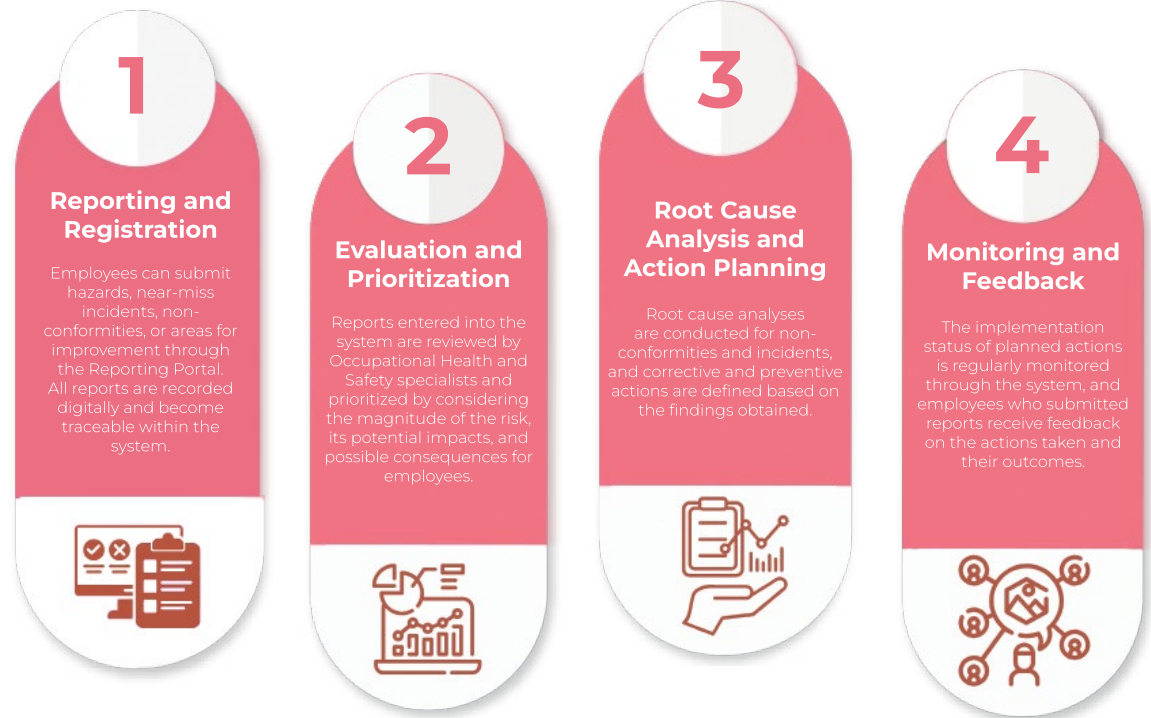 1
Reporting and
Registration
Employees can submit
hazards, near-miss
incidents, non-
conformities, or areas for
improvement through
the Reporting Portal.
All reports are recorded
digitally and become
traceable within the
system.
2
Evaluation and
Prioritization
Reports entered into the
system are reviewed by
Occupational Health and
Safety specialists and
prioritized by considering
the magnitude of the risk,
its potential impacts, and
possible consequences for
employees.
3
Root Cause
Analysis and
Action Planning
Root cause analyses
are conducted for non-
conformities and incidents,
and corrective and preventive
actions are defined based on
the findings obtained.
4
Monitoring and
Feedback
The implementation
status of planned actions
is regularly monitored
through the system, and
employees who submitted
reports receive feedback
on the actions taken and
their outcomes.